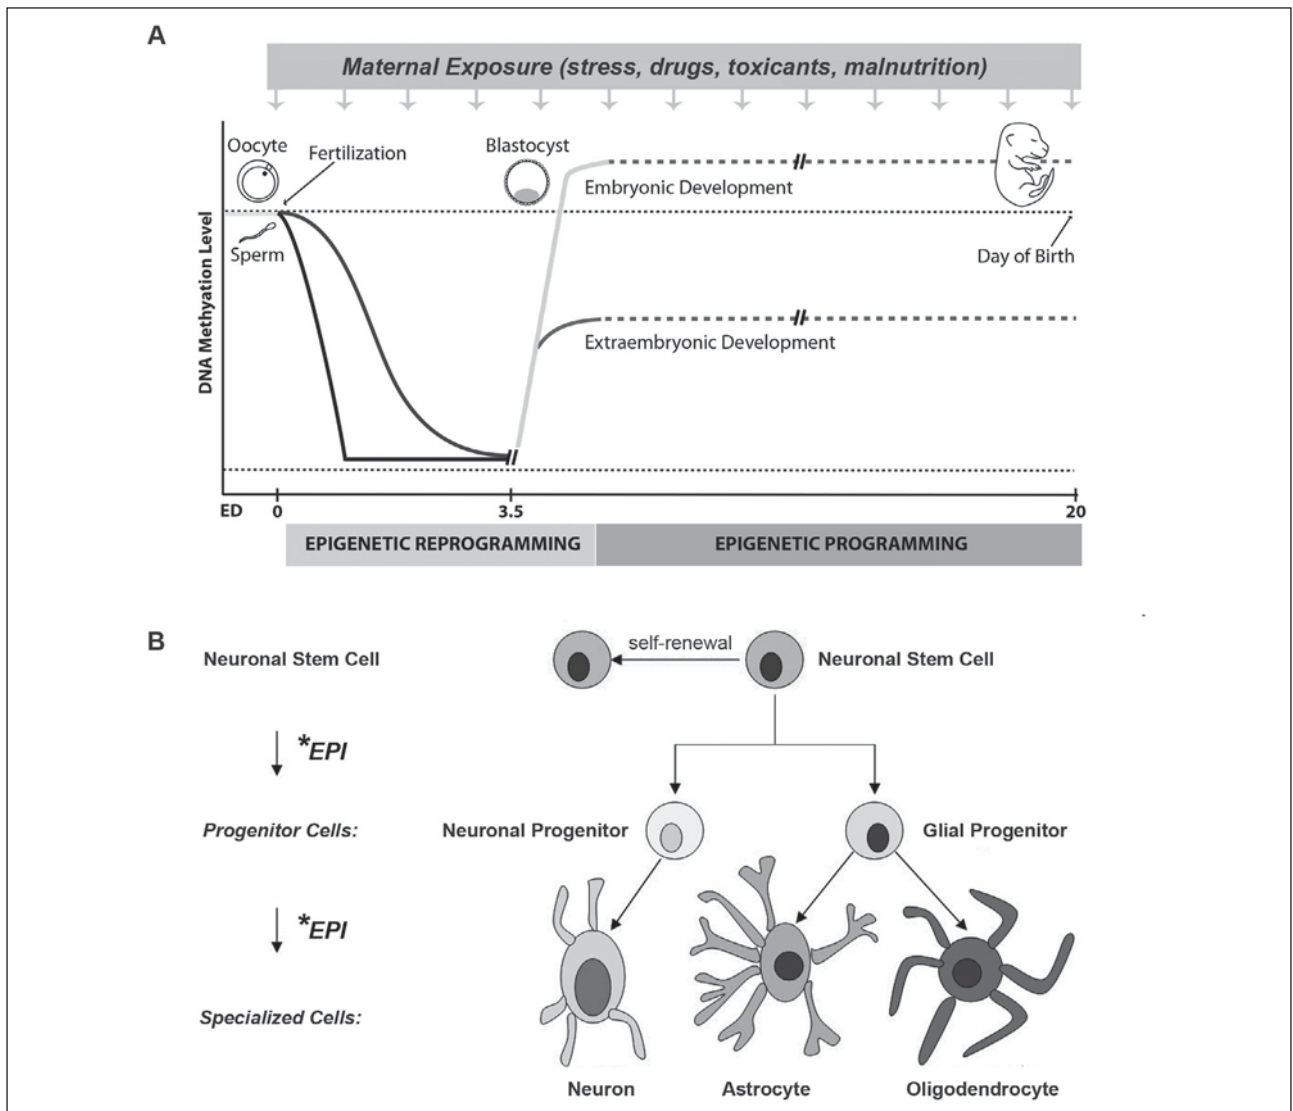 A
Maternal Exposure (stress, drugs, toxicants, malnutrition)
Oocyte
Fertilization
Blastocyst
Embryonic Development
Sperm
Day of Birth
Extraembryonic Development
DNA Methyation Level
ED 0 3.5 20
EPIGENETIC REPROGRAMMING EPIGENETIC PROGRAMMING
B
Neuronal Stem Cell
self-renewal
Neuronal Stem Cell
*EPI
Progenitor Cells:
Neuronal Progenitor
Glial Progenitor
*EPI
Specialized Cells:
Neuron Astrocyte Oligodendrocyte